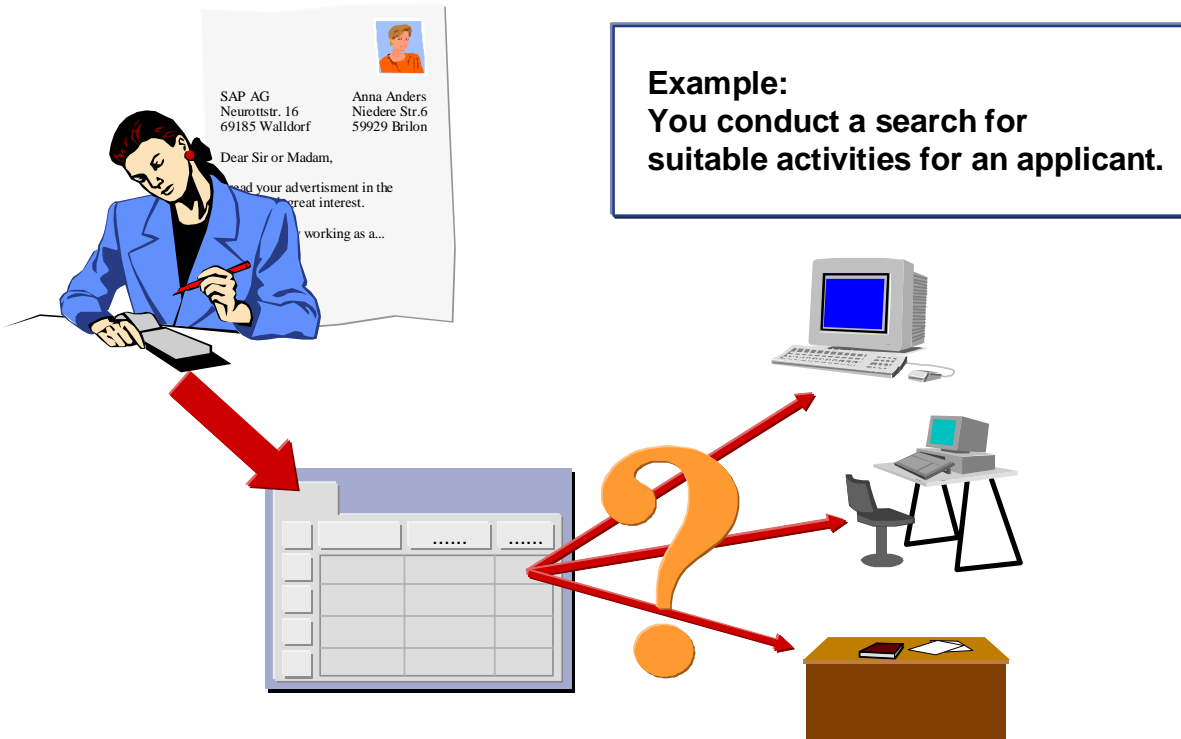 SAP AG
Neurottstr. 16
69185 Walldorf
Anna Anders
Niedere Str.6
59929 Brilon
Dear Sir or Madam,
your advertisment in the
great interest.
working as a...
Example:
You conduct a search for
suitable activities for an applicant.
...... ......
?